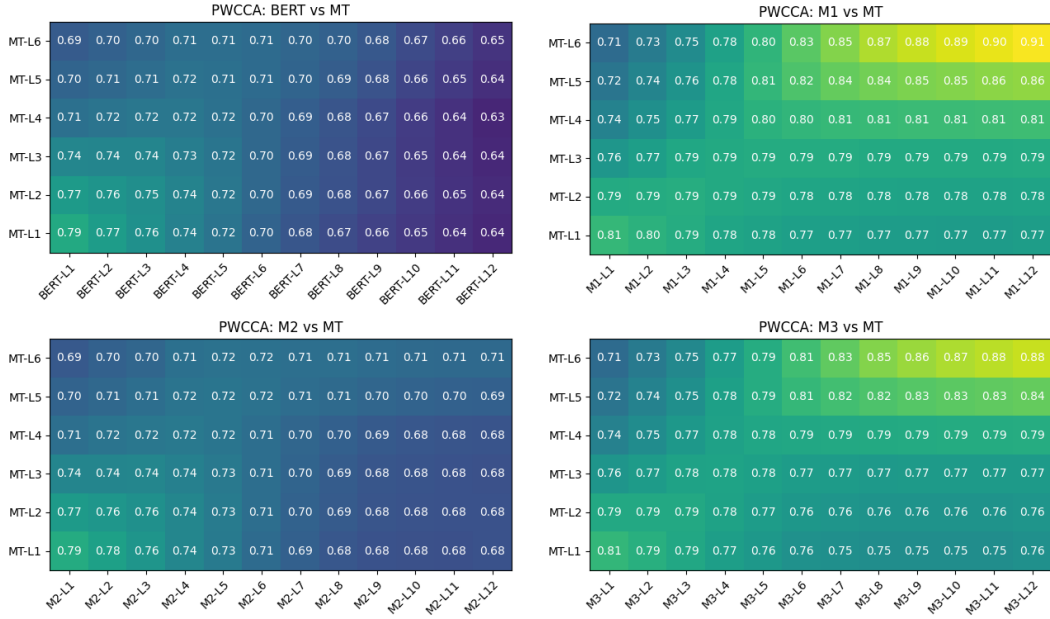 PWCCA: BERT vs MT
MT-L6 0.69 0.70 0.70 0.71 0.71 0.71 0.70 0.70 0.68 0.67 0.66 0.65
MT-L5 0.70 0.71 0.71 0.72 0.71 0.71 0.70 0.69 0.68 0.66 0.65 0.64
MT-L4 0.71 0.72 0.72 0.72 0.72 0.70 0.69 0.68 0.67 0.66 0.64 0.63
MT-L3 0.74 0.74 0.74 0.73 0.72 0.70 0.69 0.68 0.67 0.65 0.64 0.64
MT-L2 0.77 0.76 0.75 0.74 0.72 0.70 0.69 0.68 0.67 0.66 0.65 0.64
MT-L1 0.79 0.77 0.76 0.74 0.72 0.70 0.68 0.67 0.66 0.65 0.64 0.64
BERT-L1 BERT-L2 BERT-L3 BERT-L4 BERT-L5 BERT-L6 BERT-L7 BERT-L8 BERT-L9 BERT-L10 BERT-L11 BERT-L12
PWCCA: M1 vs MT
MT-L6 0.71 0.73 0.75 0.78 0.80 0.83 0.85 0.87 0.88 0.89 0.90 0.91
MT-L5 0.72 0.74 0.76 0.78 0.81 0.82 0.84 0.84 0.85 0.85 0.86 0.86
MT-L4 0.74 0.75 0.77 0.79 0.80 0.80 0.81 0.81 0.81 0.81 0.81 0.81
MT-L3 0.76 0.77 0.79 0.79 0.79 0.79 0.79 0.79 0.79 0.79 0.79 0.79
MT-L2 0.79 0.79 0.79 0.79 0.79 0.78 0.78 0.78 0.78 0.78 0.78 0.78
MT-L1 0.81 0.80 0.79 0.78 0.78 0.77 0.77 0.77 0.77 0.77 0.77 0.77
M1-L1 M1-L2 M1-L3 M1-L4 M1-L5 M1-L6 M1-L7 M1-L8 M1-L9 M1-L10 M1-L11 M1-L12
PWCCA: M2 vs MT
MT-L6 0.69 0.70 0.70 0.71 0.72 0.72 0.71 0.71 0.71 0.71 0.71 0.71
MT-L5 0.70 0.71 0.71 0.72 0.72 0.72 0.71 0.71 0.70 0.70 0.70 0.69
MT-L4 0.71 0.72 0.72 0.72 0.72 0.71 0.70 0.70 0.69 0.68 0.68 0.68
MT-L3 0.74 0.74 0.74 0.74 0.73 0.71 0.70 0.69 0.68 0.68 0.68 0.68
MT-L2 0.77 0.76 0.76 0.74 0.73 0.71 0.70 0.69 0.68 0.68 0.68 0.68
MT-L1 0.79 0.78 0.76 0.74 0.73 0.71 0.69 0.68 0.68 0.68 0.68 0.68
M2-L1 M2-L2 M2-L3 M2-L4 M2-L5 M2-L6 M2-L7 M2-L8 M2-L9 M2-L10 M2-L11 M2-L12
PWCCA: M3 vs MT
MT-L6 0.71 0.73 0.75 0.77 0.79 0.81 0.83 0.85 0.86 0.87 0.88 0.88
MT-L5 0.72 0.74 0.75 0.78 0.79 0.81 0.82 0.82 0.83 0.83 0.83 0.84
MT-L4 0.74 0.75 0.77 0.78 0.78 0.79 0.79 0.79 0.79 0.79 0.79 0.79
MT-L3 0.76 0.77 0.78 0.78 0.78 0.77 0.77 0.77 0.77 0.77 0.77 0.77
MT-L2 0.79 0.79 0.79 0.78 0.77 0.76 0.76 0.76 0.76 0.76 0.76 0.76
MT-L1 0.81 0.79 0.79 0.77 0.76 0.76 0.75 0.75 0.75 0.75 0.75 0.76
M3-L1 M3-L2 M3-L3 M3-L4 M3-L5 M3-L6 M3-L7 M3-L8 M3-L9 M3-L10 M3-L11 M3-L12